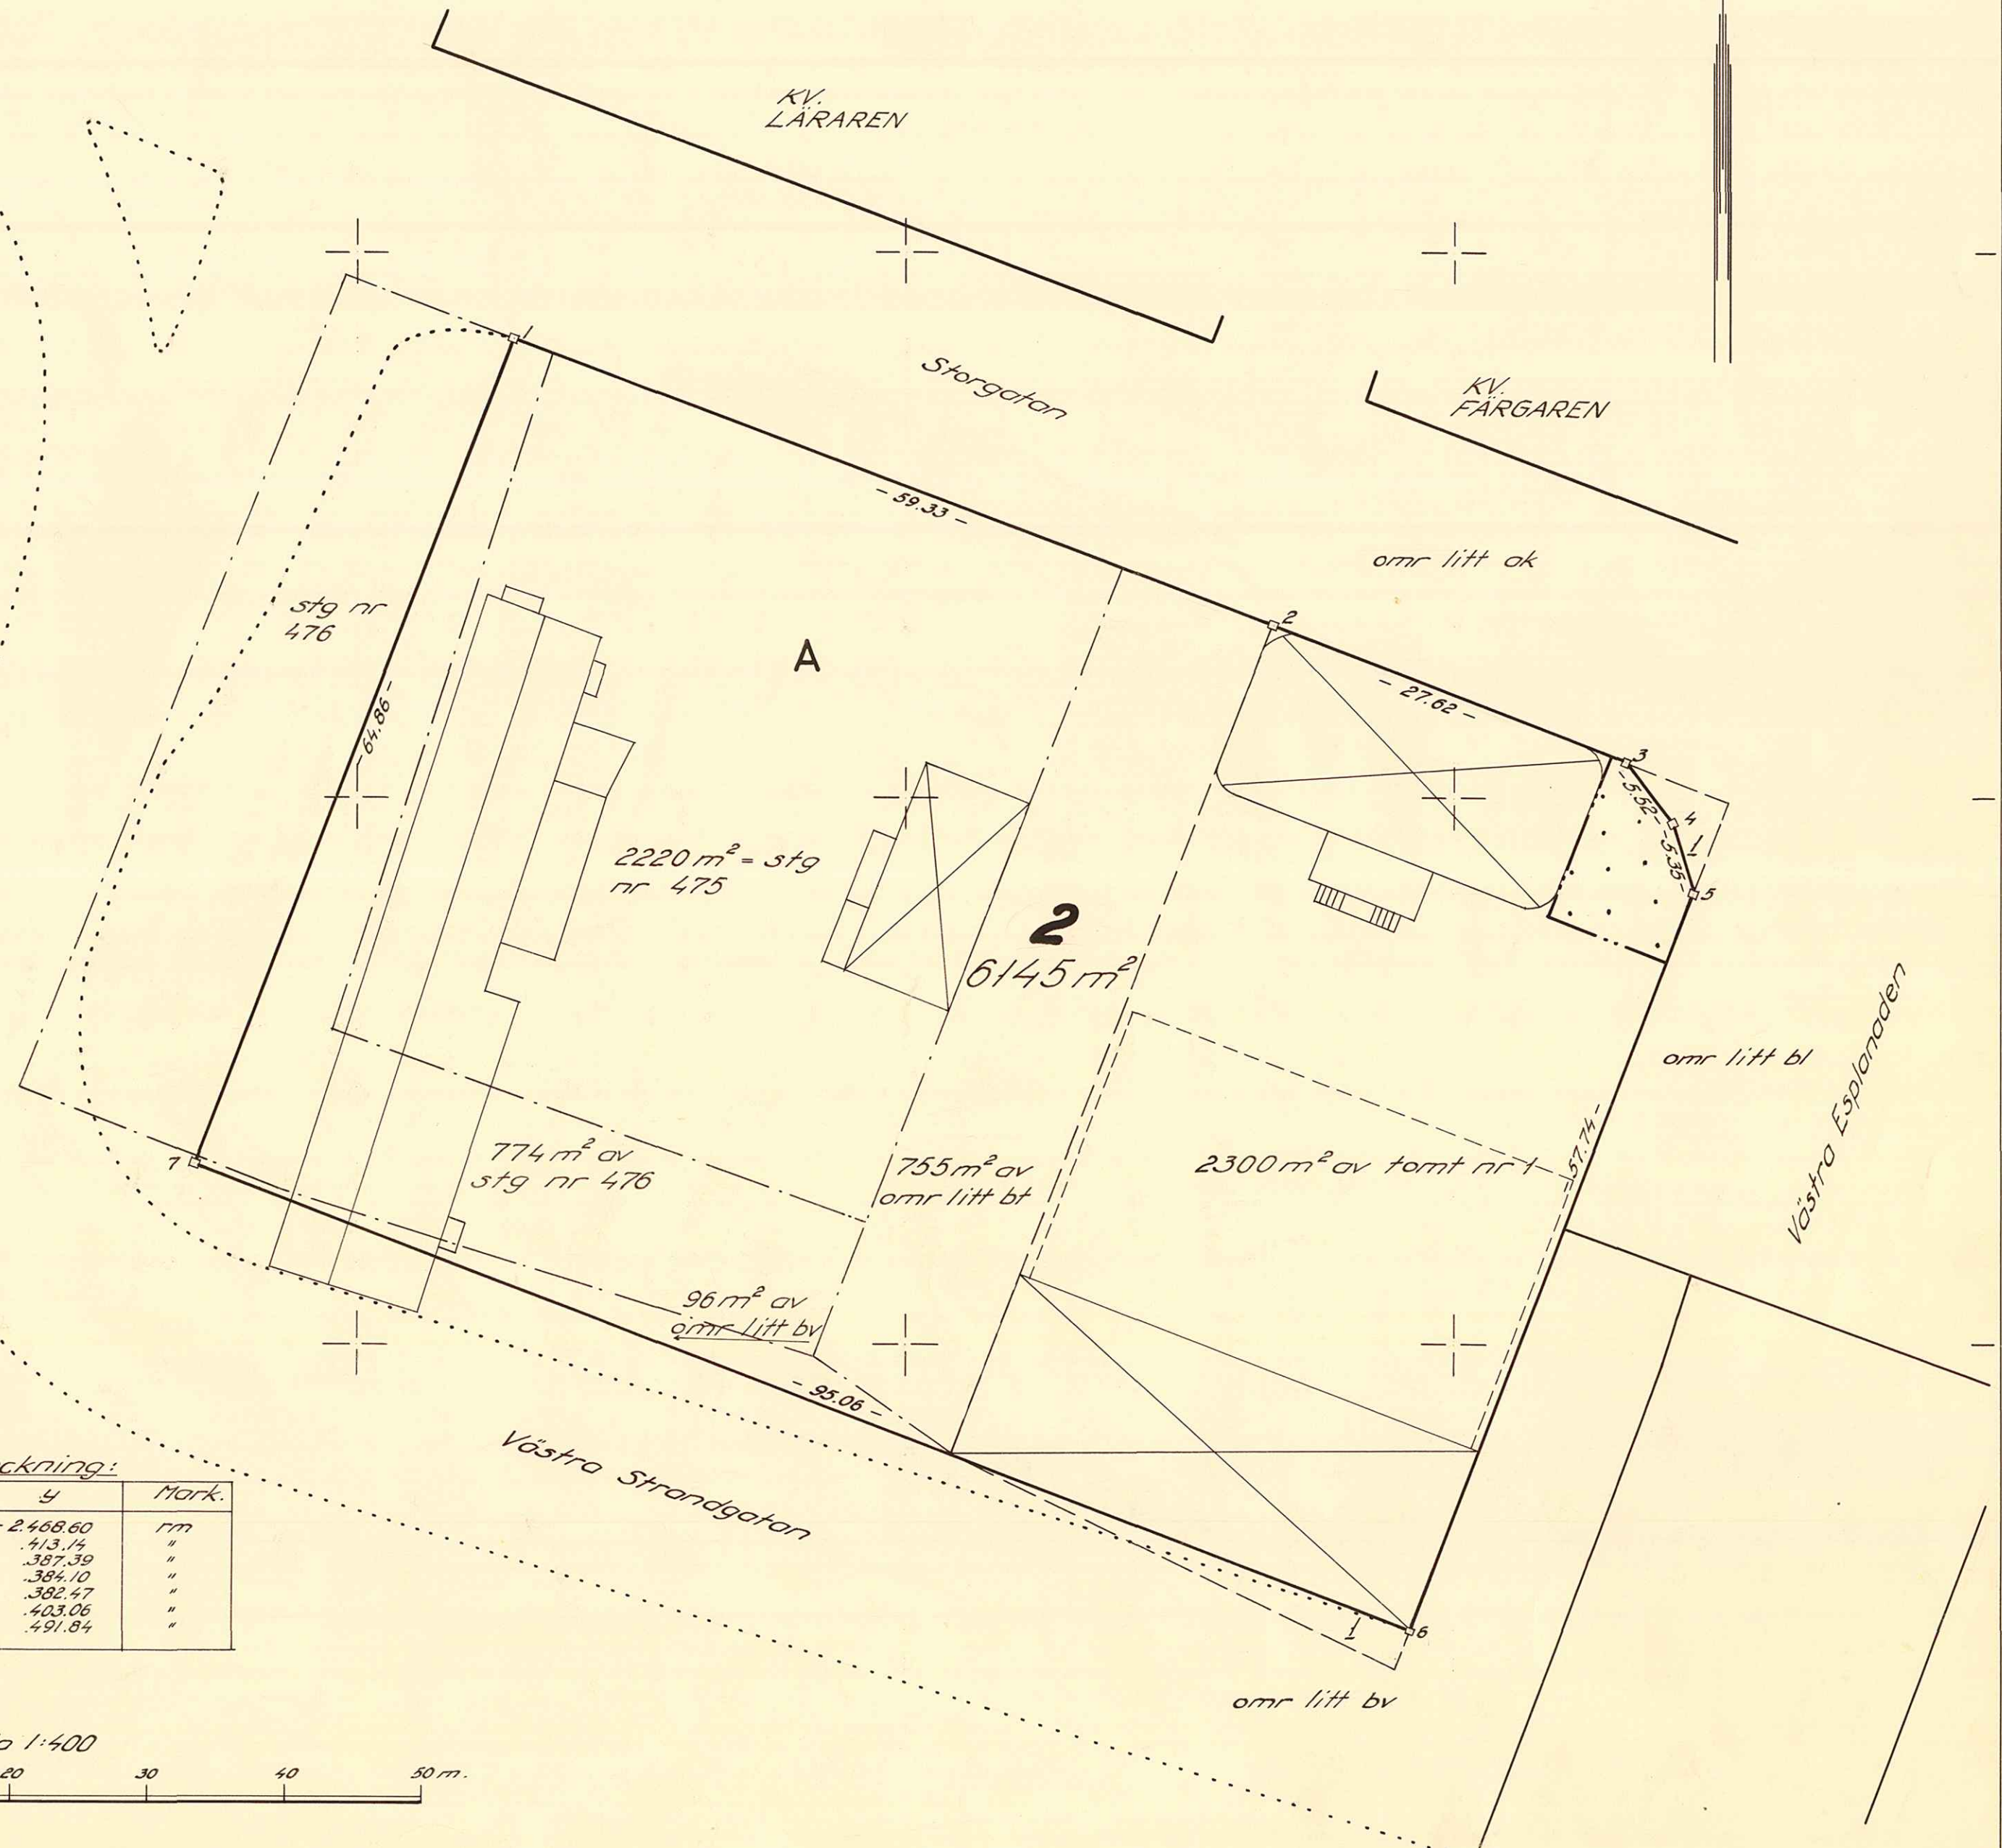 KV.
LÄRAREN
Storgatan
KV.
FÄRGAREN
1
- 59.33 -
omr litt ak
stg nr
476
A
2
- 27.62 -
- 64.86 -
3
- 5.52 -
4
1
- 5.35 -
5
2220 m² = stg
nr 475
2
6145 m²
omr litt bl
Västra Esplanaden
7
774 m² av
stg nr 476
755 m² av
omr litt bt
2300 m² av tomt nr 1
- 57.74 -
96 m² av
omr litt bv
- 95.06 -
Västra Strandgatan
ckning:
y Mark.
- 2.468.60 rm
.413.14 "
.387.39 "
.384.10 "
.382.47 "
.403.06 "
.491.84 "
1
6
omr litt bv
1:400
20 30 40 50 m.